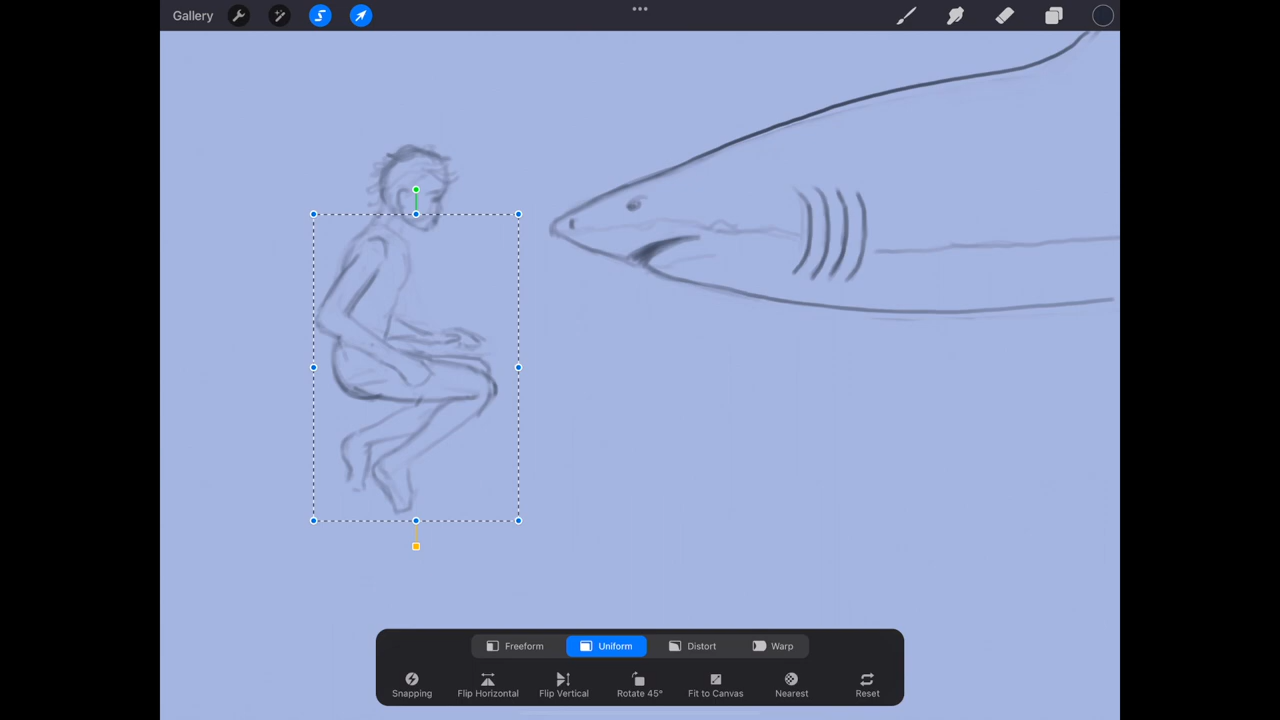 Gallery
Freeform Uniform Distort Warp
Snapping Flip Horizontal Flip Vertical Rotate 45° Fit to Canvas Nearest Reset